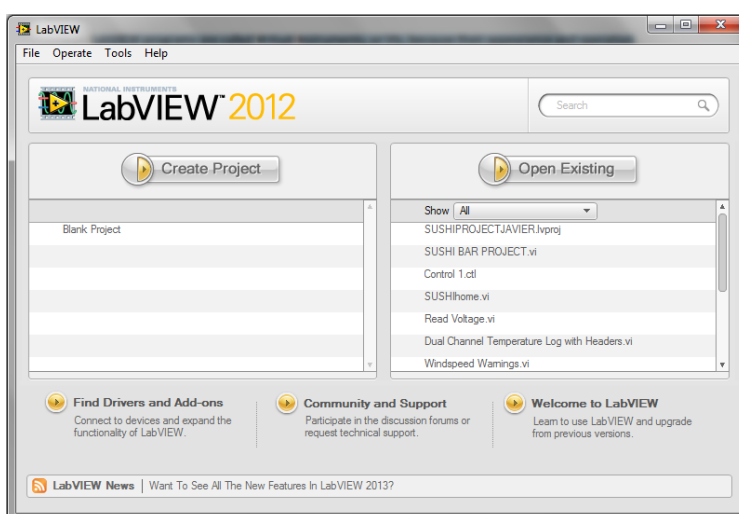 LabVIEW
File Operate Tools Help
NATIONAL INSTRUMENTS
LabVIEW™ 2012
Search
Create Project
Blank Project
Open Existing
Show All
SUSHIPROJECTJAVIER.lvproj
SUSHI BAR PROJECT.vi
Control 1.ctl
SUSHIhome.vi
Read Voltage.vi
Dual Channel Temperature Log with Headers.vi
Windspeed Warnings.vi
Find Drivers and Add-ons
Connect to devices and expand the
functionality of LabVIEW.
Community and Support
Participate in the discussion forums or
request technical support.
Welcome to LabVIEW
Learn to use LabVIEW and upgrade
from previous versions.
LabVIEW News | Want To See All The New Features In LabVIEW 2013?